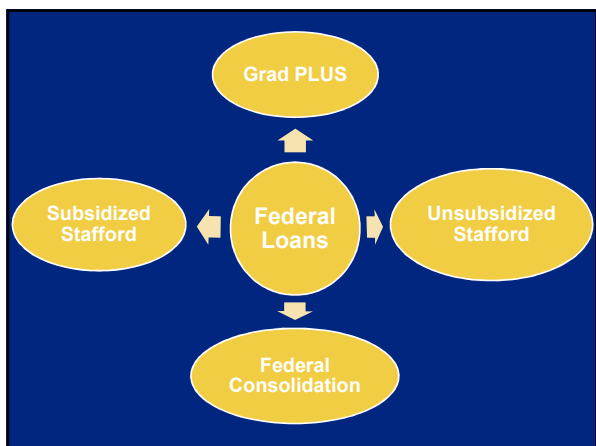 Grad PLUS
Subsidized
Stafford
Federal
Loans
Unsubsidized
Stafford
Federal
Consolidation